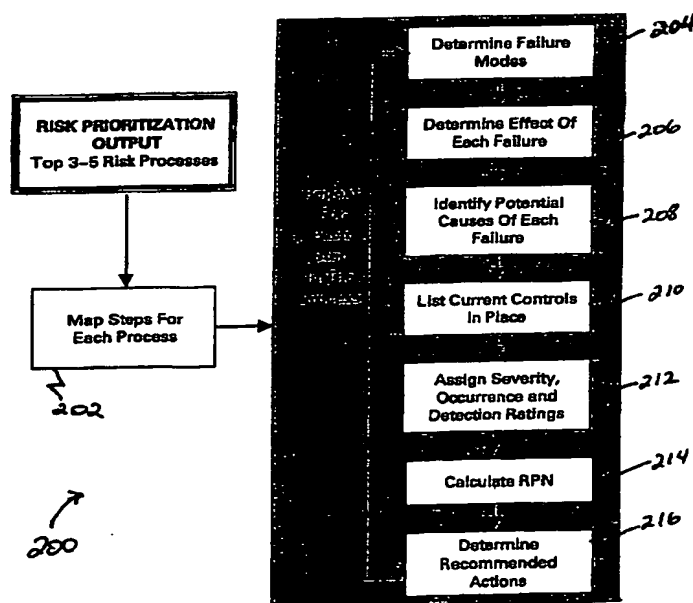 RISK PRIORITIZATION
OUTPUT
Top 3-5 Risk Processes
Map Steps For
Each Process
202
200
Determine Failure
Modes
204
Determine Effect Of
Each Failure
206
Identify Potential
Causes Of Each
Failure
208
List Current Controls
In Place
210
Assign Severity,
Occurrence and
Detection Ratings
212
Calculate RPN
214
Determine
Recommended
Actions
216